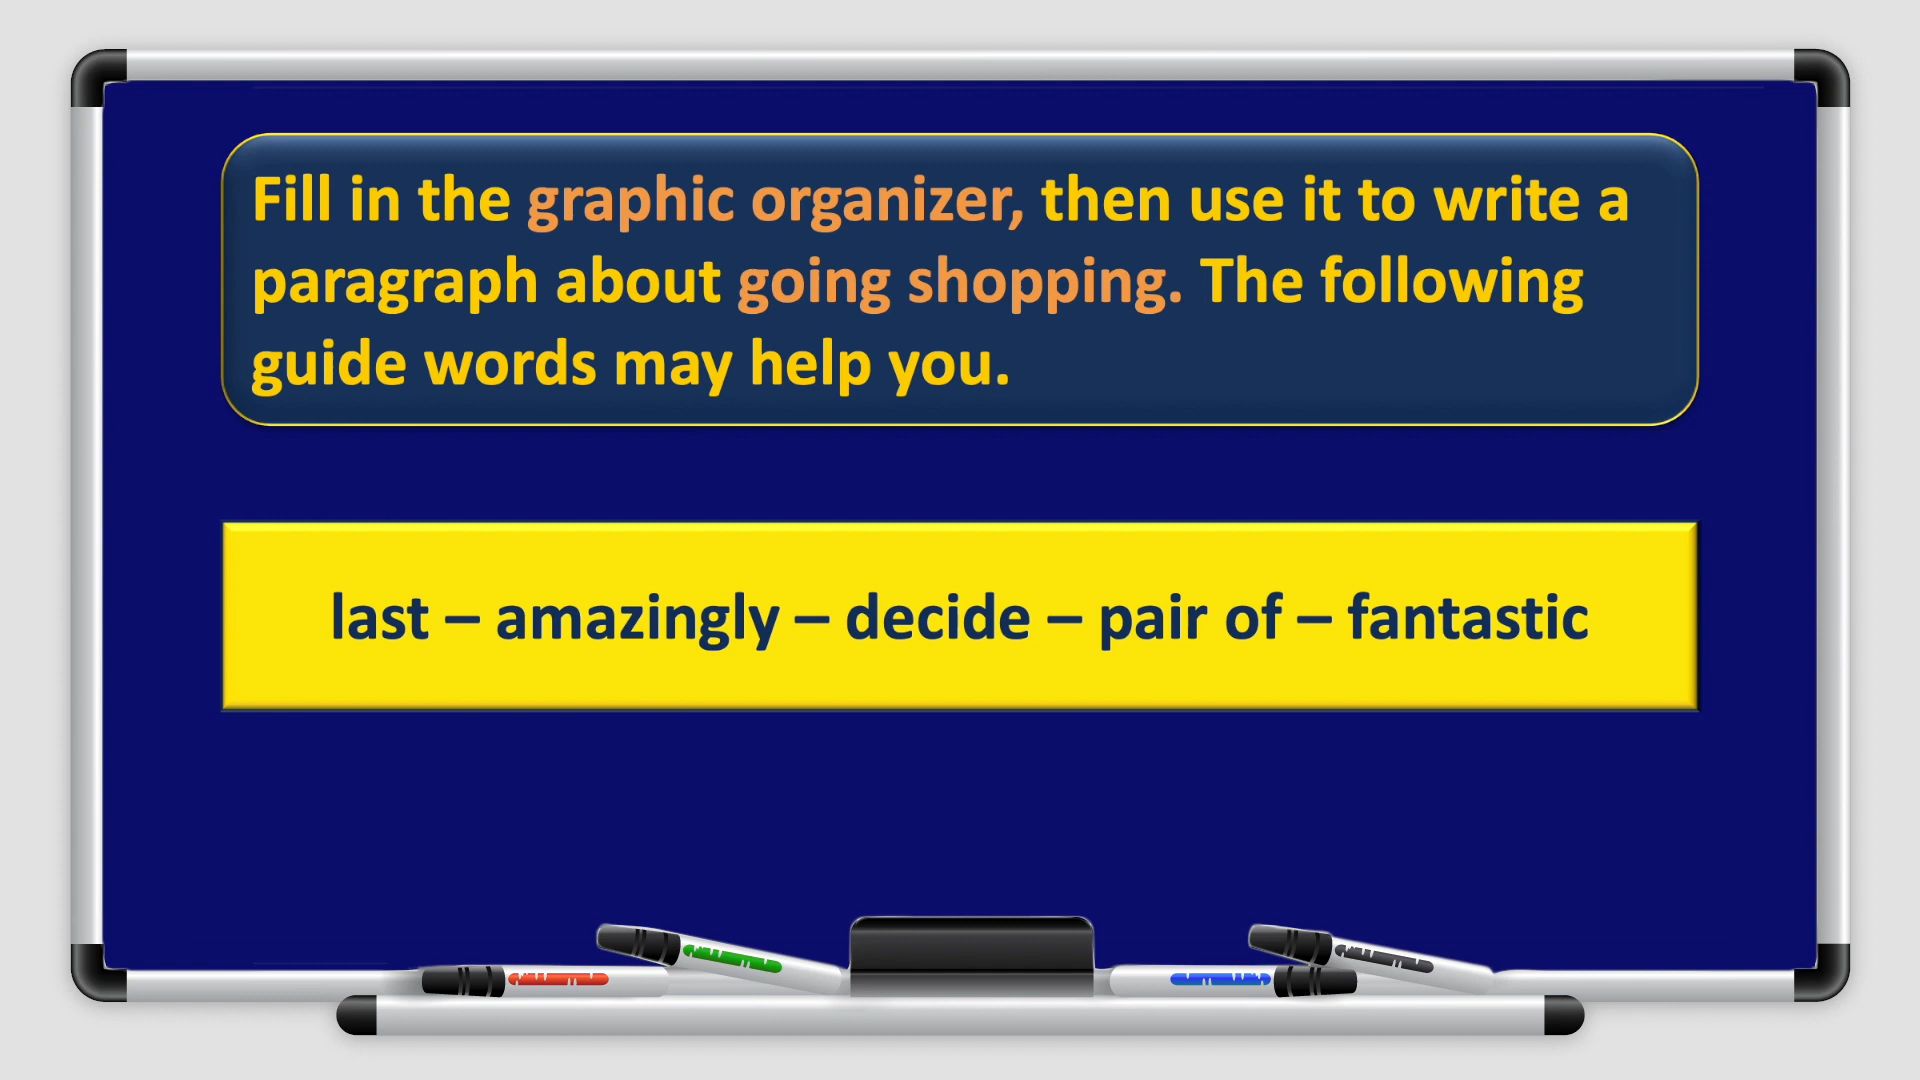 Fill in the graphic organizer, then use it to write a
paragraph about going shopping. The following
guide words may help you.
last – amazingly – decide – pair of – fantastic